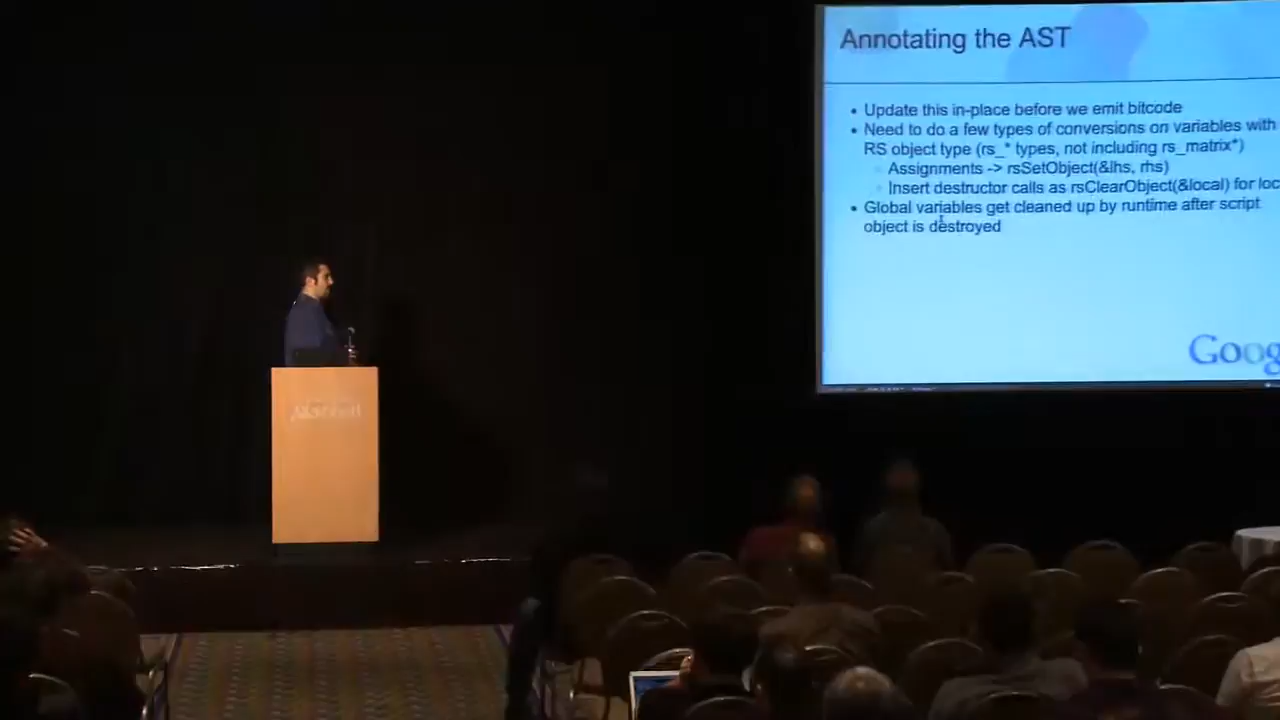 Annotating the AST
• Update this in-place before we emit bitcode
• Need to do a few types of conversions on variables with
RS object type (rs_* types, not including rs_matrix*)
Assignments -> rsSetObject(&lhs, rhs)
Insert destructor calls as rsClearObject(&local) for loc
• Global variables get cleaned up by runtime after script
object is destroyed
Goog